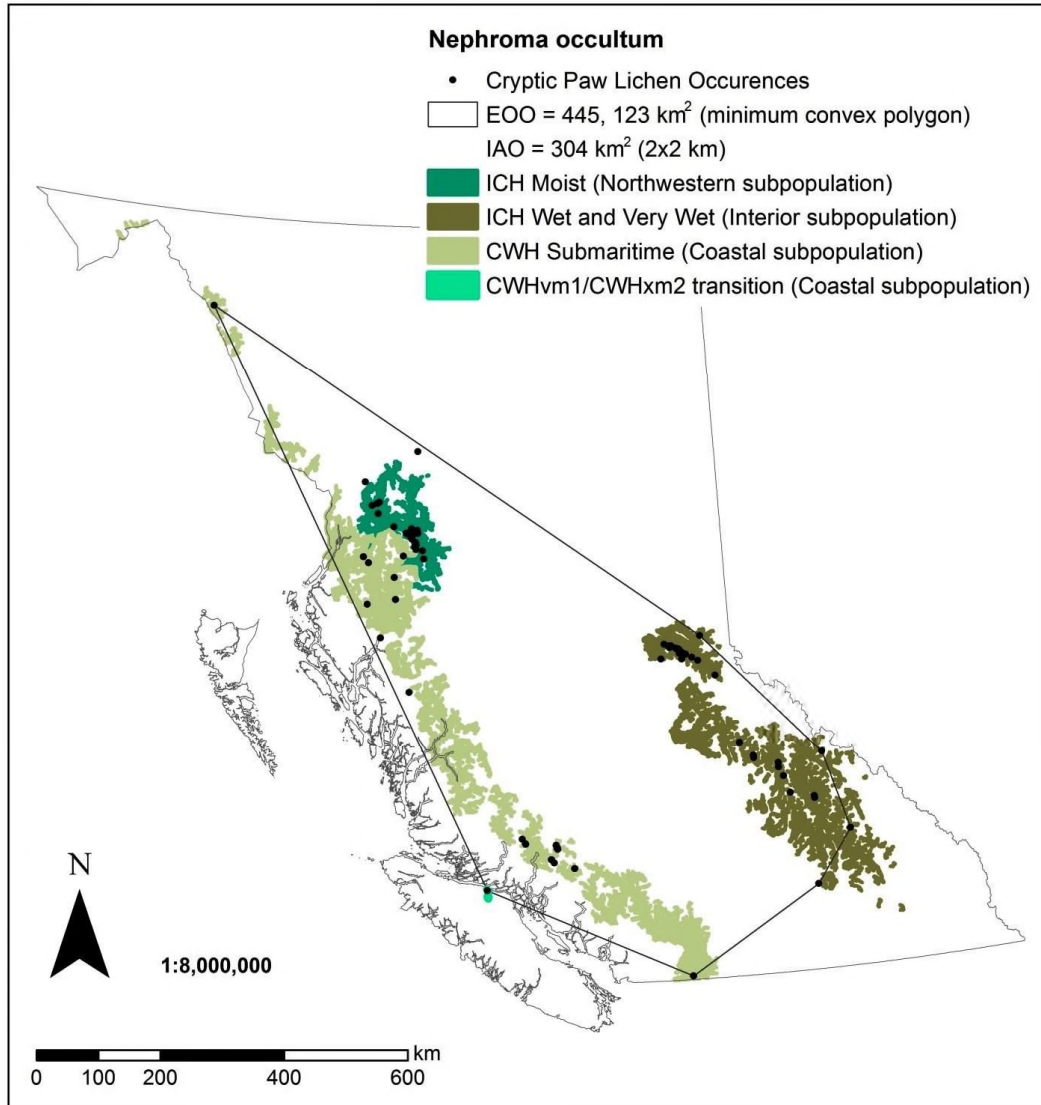 Nephroma occultum
Cryptic Paw Lichen Occurences
EOO = 445, 123 km² (minimum convex polygon)
IAO = 304 km² (2x2 km)
ICH Moist (Northwestern subpopulation)
ICH Wet and Very Wet (Interior subpopulation)
CWH Submaritime (Coastal subpopulation)
CWHvm1/CWHxm2 transition (Coastal subpopulation)
N
1:8,000,000
km
0 100 200 400 600